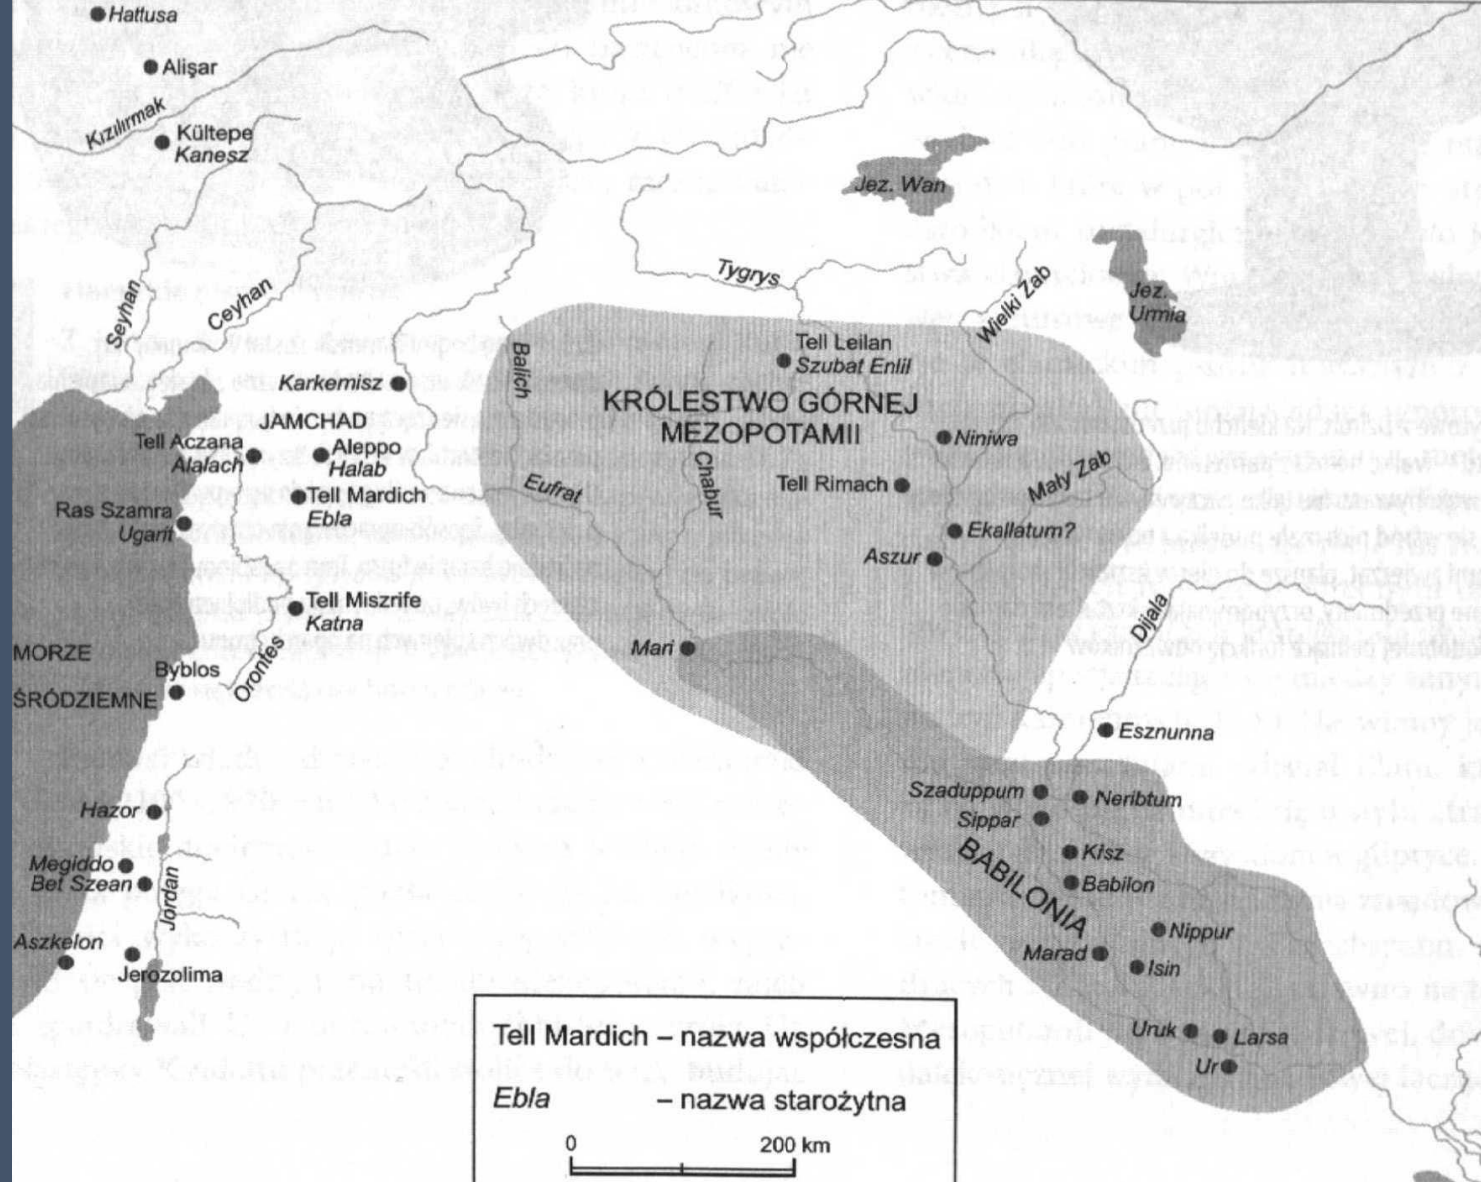 Hattusa
Alişar
Kızılırmak
Kültepe
Kanesz
Jez. Wan
Tygrys
Wielki Zab
Jez.
Urmia
Seyhan
Ceyhan
Balich
Tell Leilan
Szubat Enlil
Karkemisz
KRÓLESTWO GÓRNEJ
MEZOPOTAMII
JAMCHAD
Tell Aczana
Alalach
Aleppo
Halab
Niniwa
Chabur
Eufrat
Tell Rimach
Mały Zab
Tell Mardich
Ebla
Ras Szamra
Ugarit
Ekallatum?
Aszur
Tell Miszrife
Katna
Dijala
Mari
MORZE
ŚRÓDZIEMNE
Byblos
Orontes
Esznunna
Szaduppum
Neribtum
Sippar
Hazor
Kisz
BABILONIA
Babilon
Megiddo
Bet Szean
Jordan
Nippur
Marad
Isin
Aszkelon
Jerozolima
Uruk
Larsa
Ur
Tell Mardich – nazwa współczesna
Ebla – nazwa starożytna
0 200 km